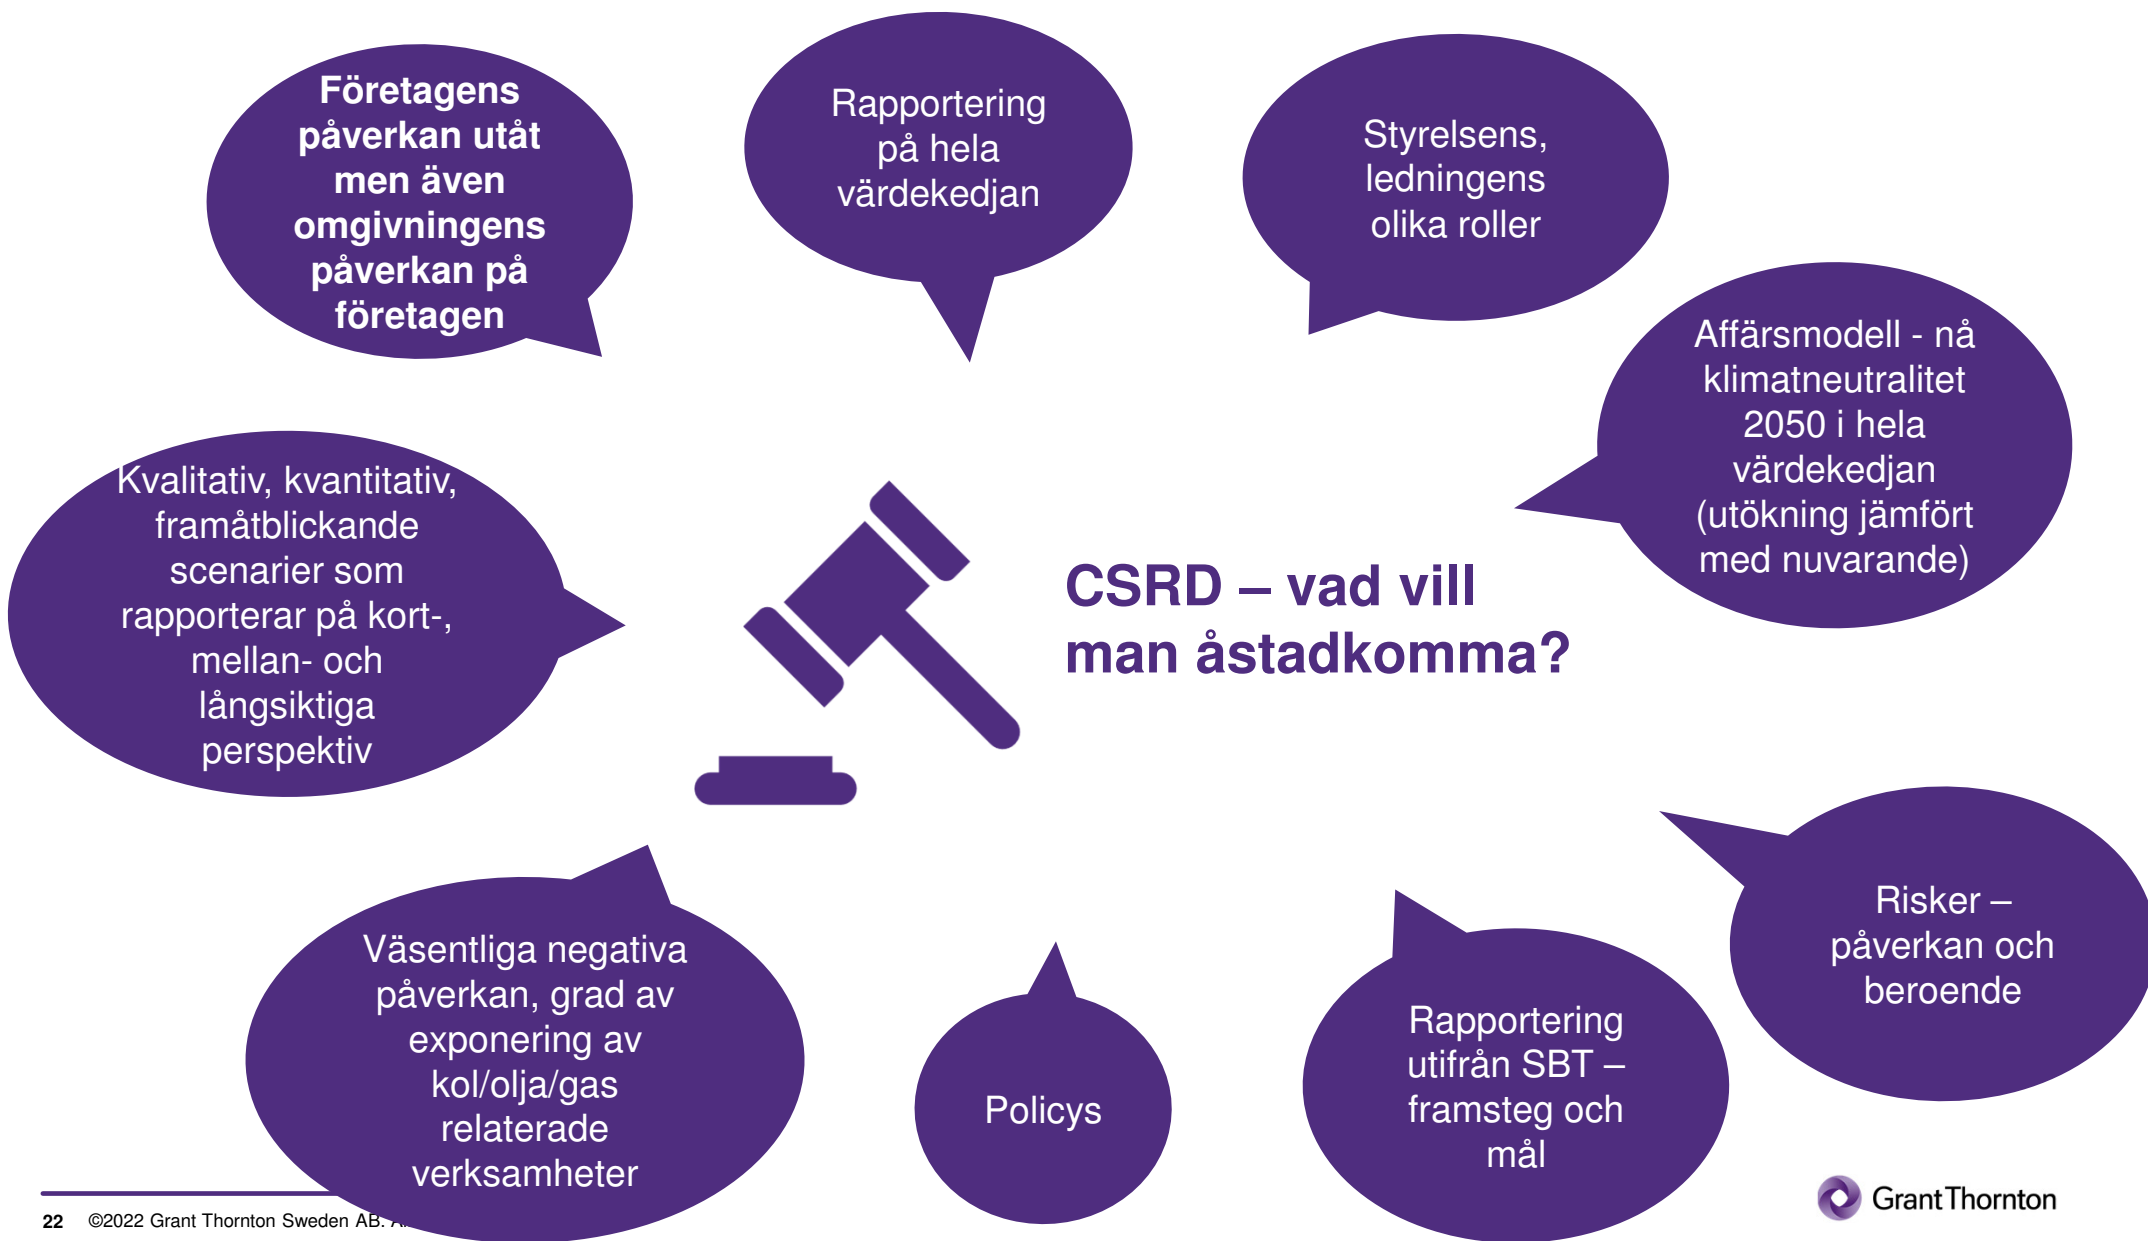 Företagens
påverkan utåt
men även
omgivningens
påverkan på
företagen
Rapportering
på hela
värdekedjan
Styrelsens,
ledningens
olika roller
Affärsmodell - nå
klimatneutralitet
2050 i hela
värdekedjan
(utökning jämfört
med nuvarande)
Kvalitativ, kvantitativ,
framåtblickande
scenarier som
rapporterar på kort-,
mellan- och
långsiktiga
perspektiv
CSRD – vad vill
man åstadkomma?
Risker –
påverkan och
beroende
Väsentliga negativa
påverkan, grad av
exponering av
kol/olja/gas
relaterade
verksamheter
Policys
Rapportering
utifrån SBT –
framsteg och
mål
22 ©2022 Grant Thornton Sweden AB.
Grant Thornton